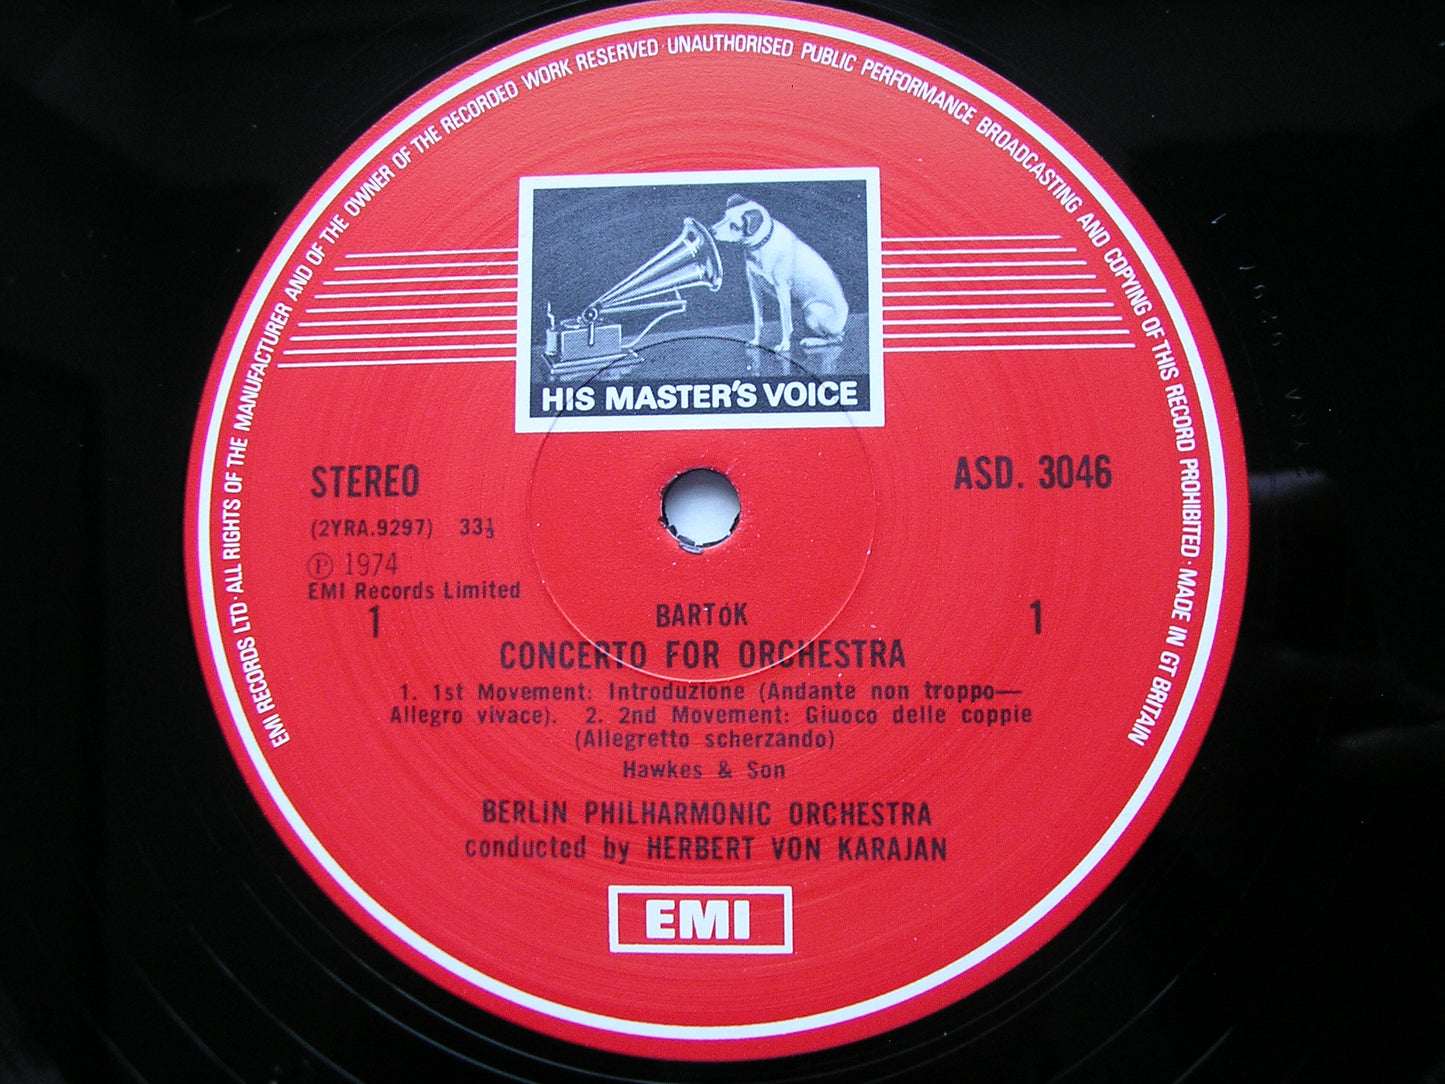 EMI RECORDS LTD · ALL RIGHTS OF THE MANUFACTURER AND OF THE OWNER OF THE RECORDED WORK RESERVED · UNAUTHORISED PUBLIC PERFORMANCE BROADCASTING AND COPYING OF THIS RECORD PROHIBITED · MADE IN GT BRITAIN
HIS MASTER'S VOICE
STEREO
ASD. 3046
(2YRA.9297) 33⅓
Ⓟ 1974
EMI Records Limited
1
1
BARTóK
CONCERTO FOR ORCHESTRA
1. 1st Movement: Introduzione (Andante non troppo—
Allegro vivace). 2. 2nd Movement: Giuoco delle coppie
(Allegretto scherzando)
Hawkes & Son
BERLIN PHILHARMONIC ORCHESTRA
conducted by HERBERT VON KARAJAN
EMI